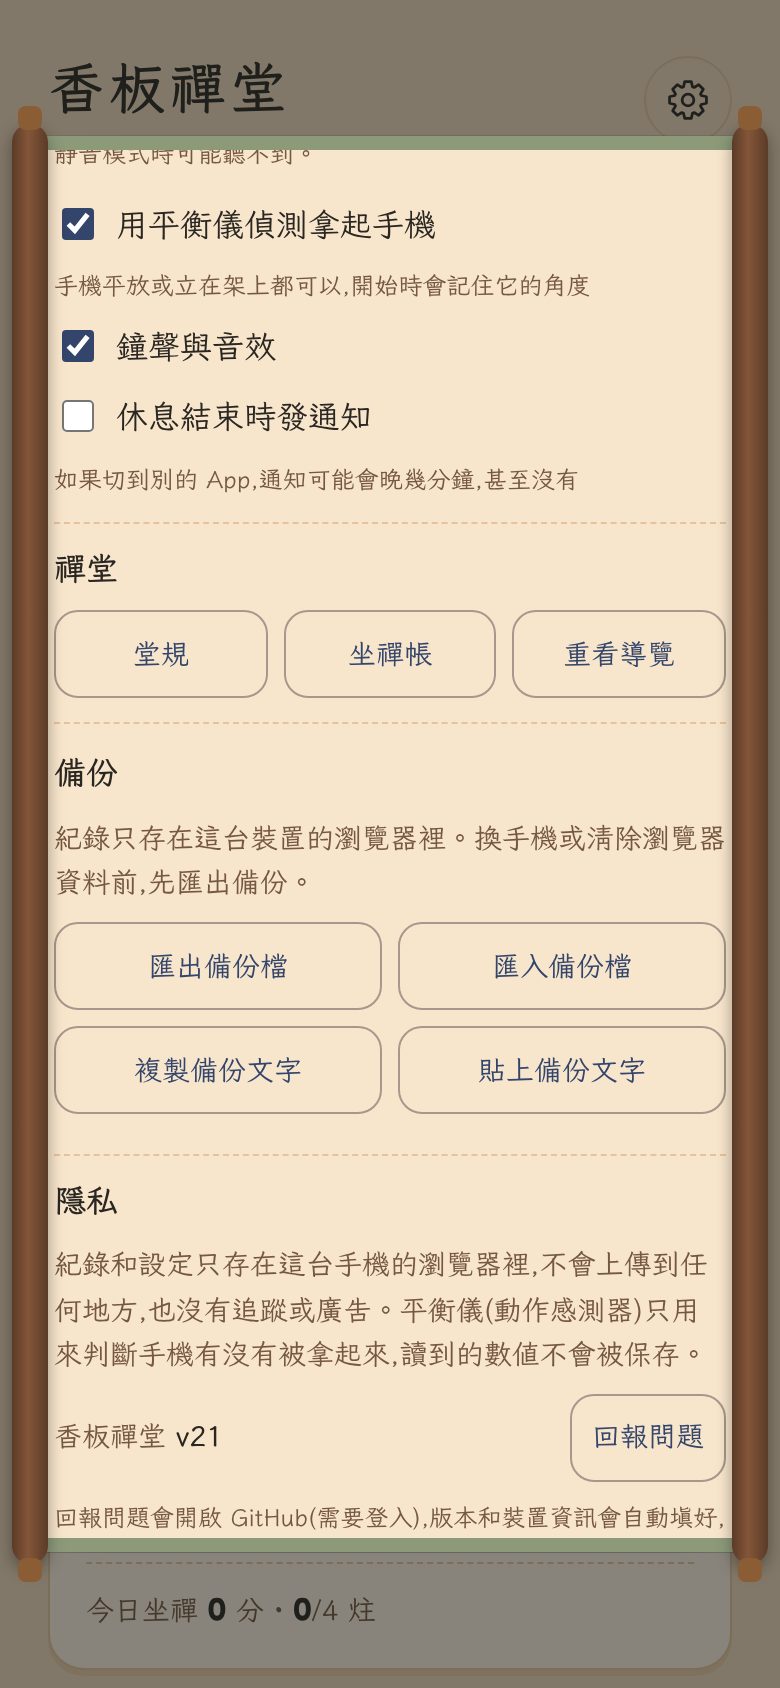 香板禪堂
靜音模式時可能聽不到。
用平衡儀偵測拿起手機
手機平放或立在架上都可以,開始時會記住它的角度
鐘聲與音效
休息結束時發通知
如果切到別的 App,通知可能會晚幾分鐘,甚至沒有
禪堂
堂規
坐禪帳
重看導覽
備份
紀錄只存在這台裝置的瀏覽器裡。換手機或清除瀏覽器
資料前,先匯出備份。
匯出備份檔
匯入備份檔
複製備份文字
貼上備份文字
隱私
紀錄和設定只存在這台手機的瀏覽器裡,不會上傳到任
何地方,也沒有追蹤或廣告。平衡儀(動作感測器)只用
來判斷手機有沒有被拿起來,讀到的數值不會被保存。
香板禪堂 v21
回報問題
回報問題會開啟 GitHub(需要登入),版本和裝置資訊會自動填好,
今日坐禪 0 分・0/4 炷